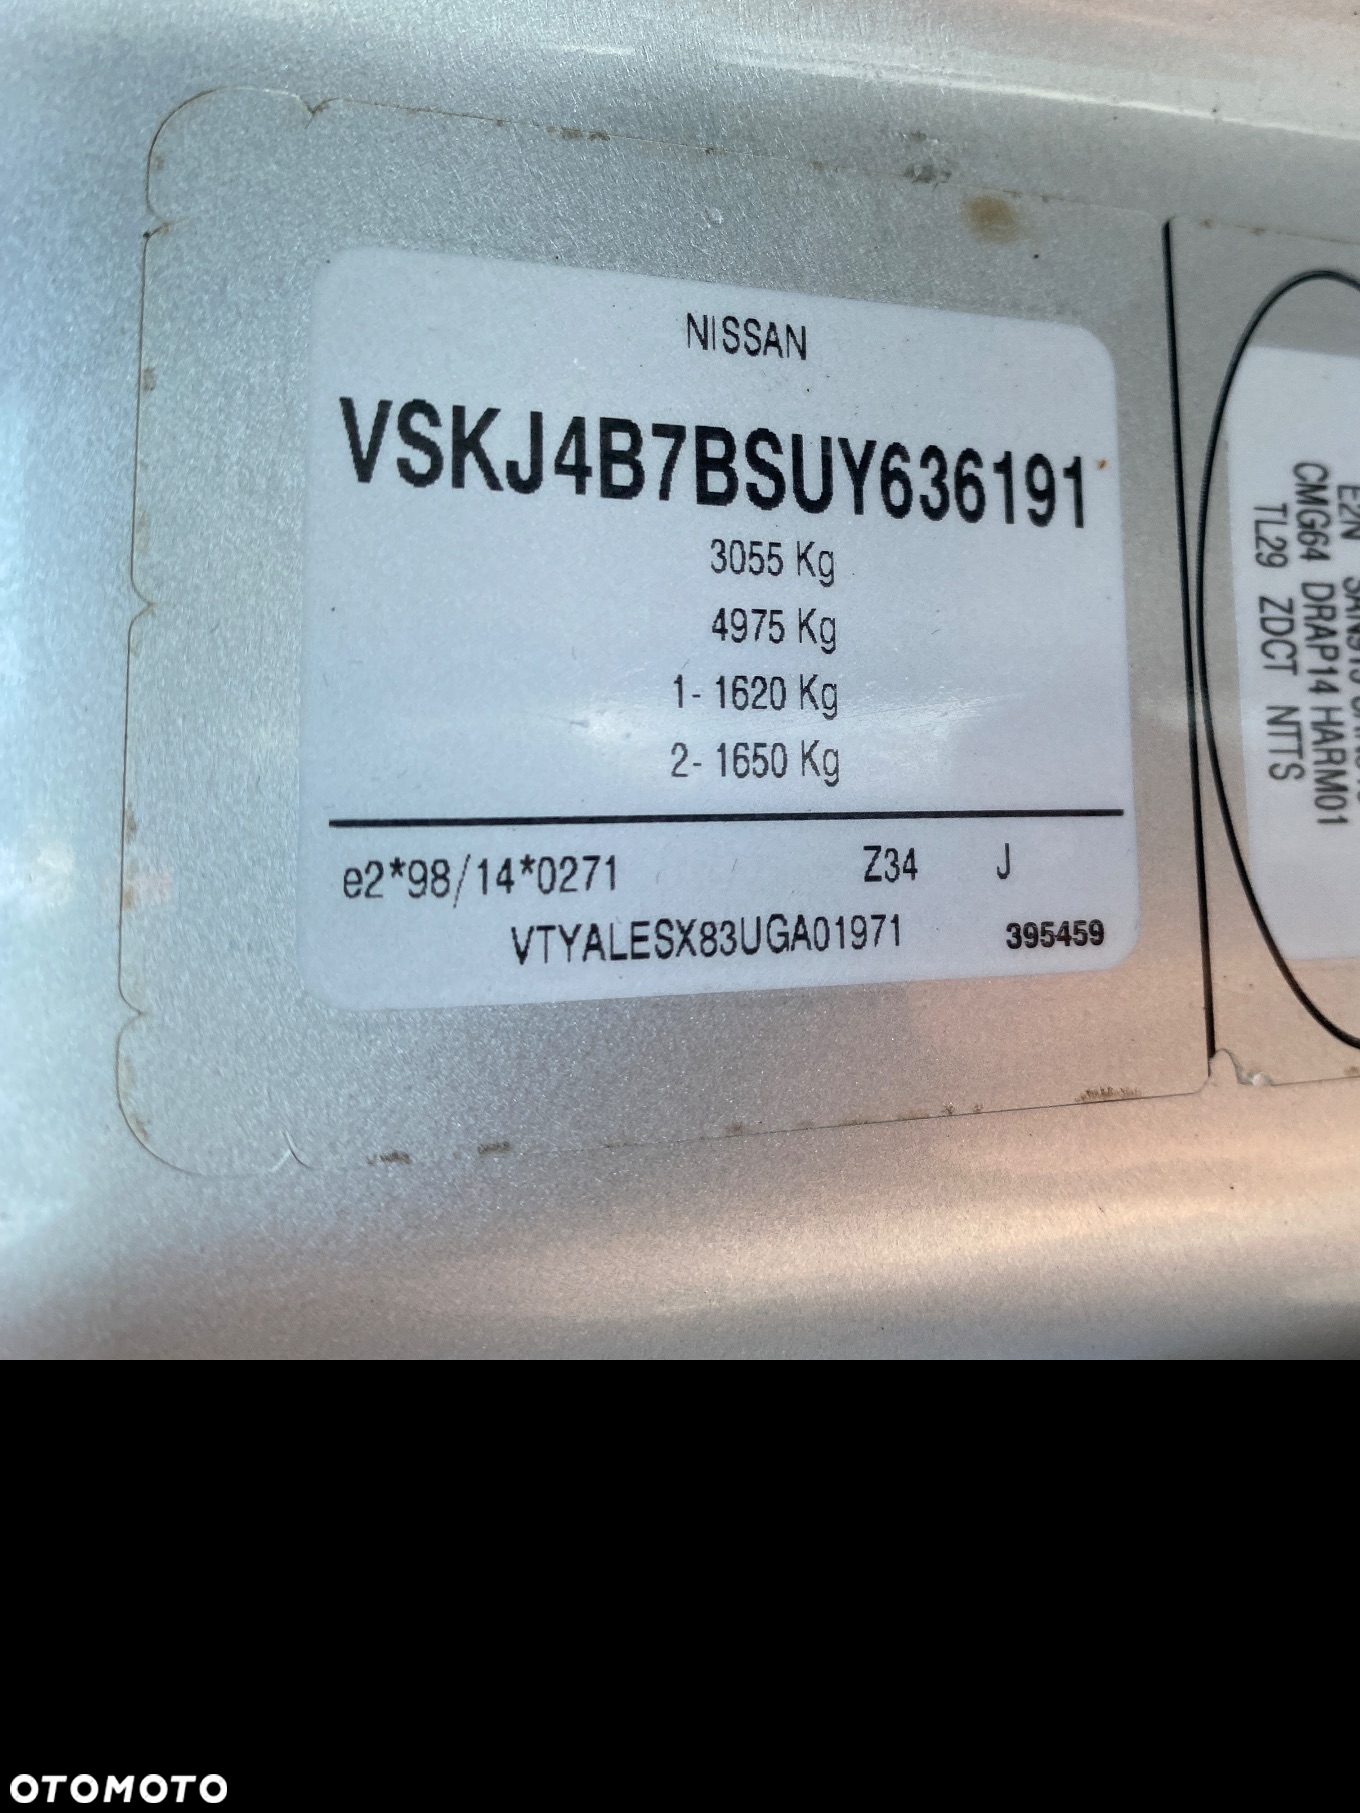 NISSAN
VSKJ4B7BSUY636191
3055 Kg
4975 Kg
1- 1620 Kg
2- 1650 Kg
e2*98/14*0271 Z34 J
VTYALESX83UGA01971 395459
E2N
CMG64 DRAP14 HARM01
TL29 ZDCT NTTS
OTOMOTO